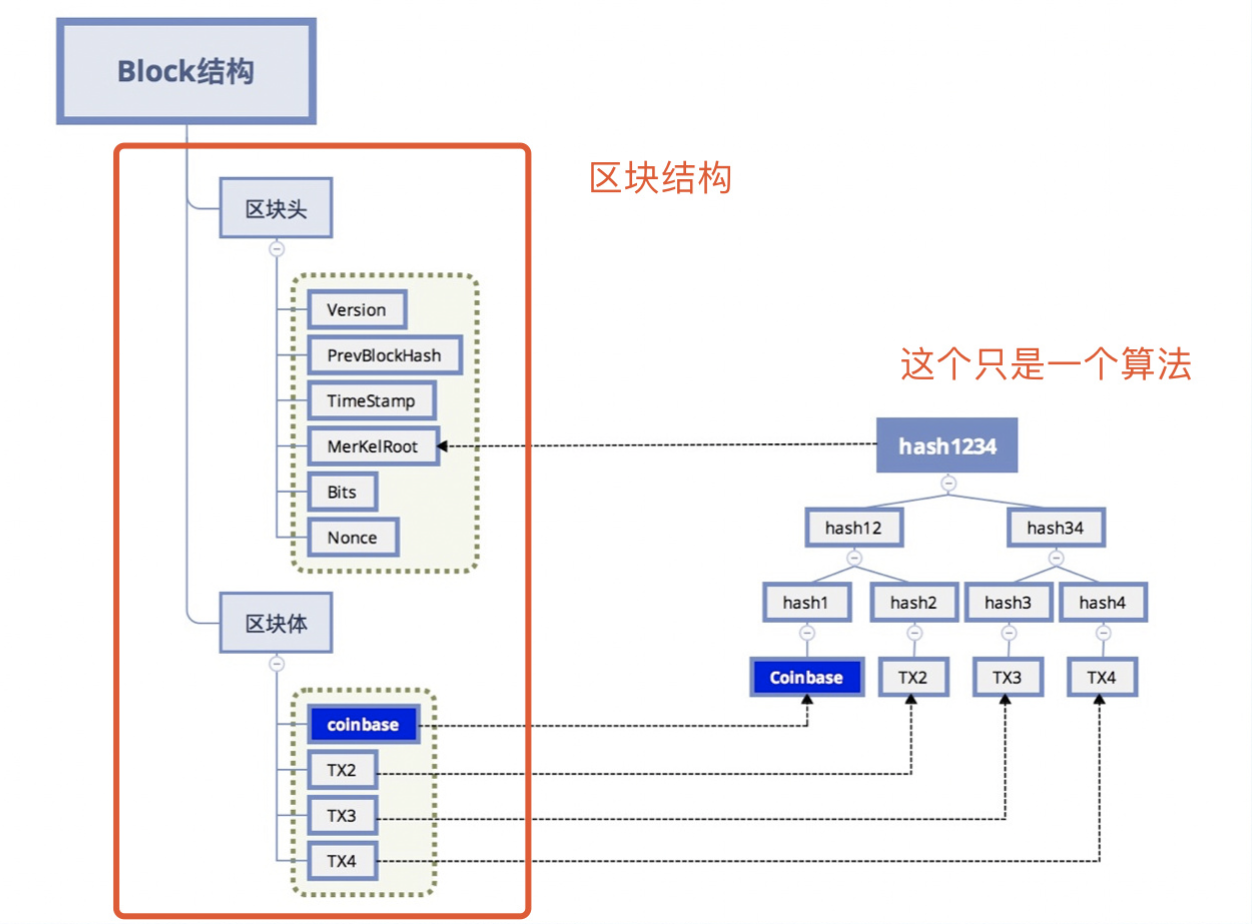 Block结构
区块结构
区块头
Version
PrevBlockHash
TimeStamp
MerKelRoot
Bits
Nonce
区块体
coinbase
TX2
TX3
TX4
这个只是一个算法
hash1234
hash12 hash34
hash1 hash2 hash3 hash4
Coinbase TX2 TX3 TX4